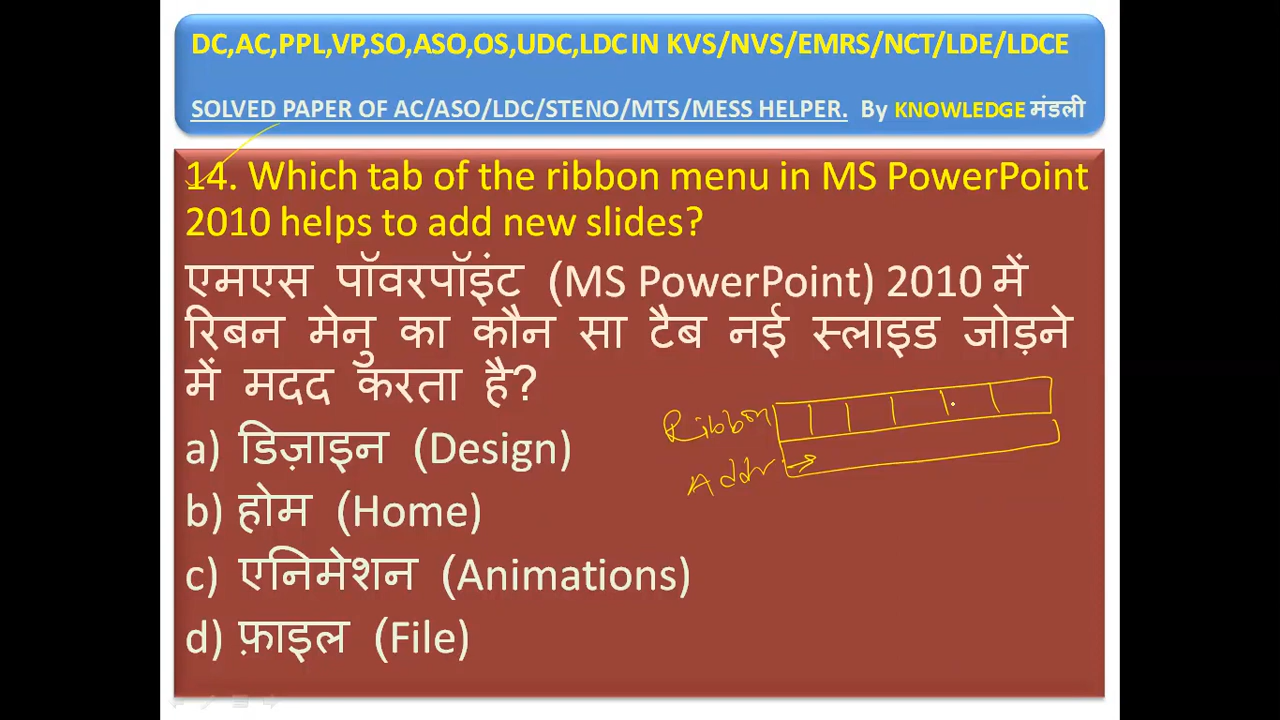 DC,AC,PPL,VP,SO,ASO,OS,UDC,LDC IN KVS/NVS/EMRS/NCT/LDE/LDCE
SOLVED PAPER OF AC/ASO/LDC/STENO/MTS/MESS HELPER. By KNOWLEDGE मंडली
14. Which tab of the ribbon menu in MS PowerPoint
2010 helps to add new slides?
एमएस पॉवरपॉइंट (MS PowerPoint) 2010 में
रिबन मेनु का कौन सा टैब नई स्लाइड जोड़ने
में मदद करता है?
Ribbon
a) डिज़ाइन (Design)
Addr
b) होम (Home)
c) एनिमेशन (Animations)
d) फ़ाइल (File)